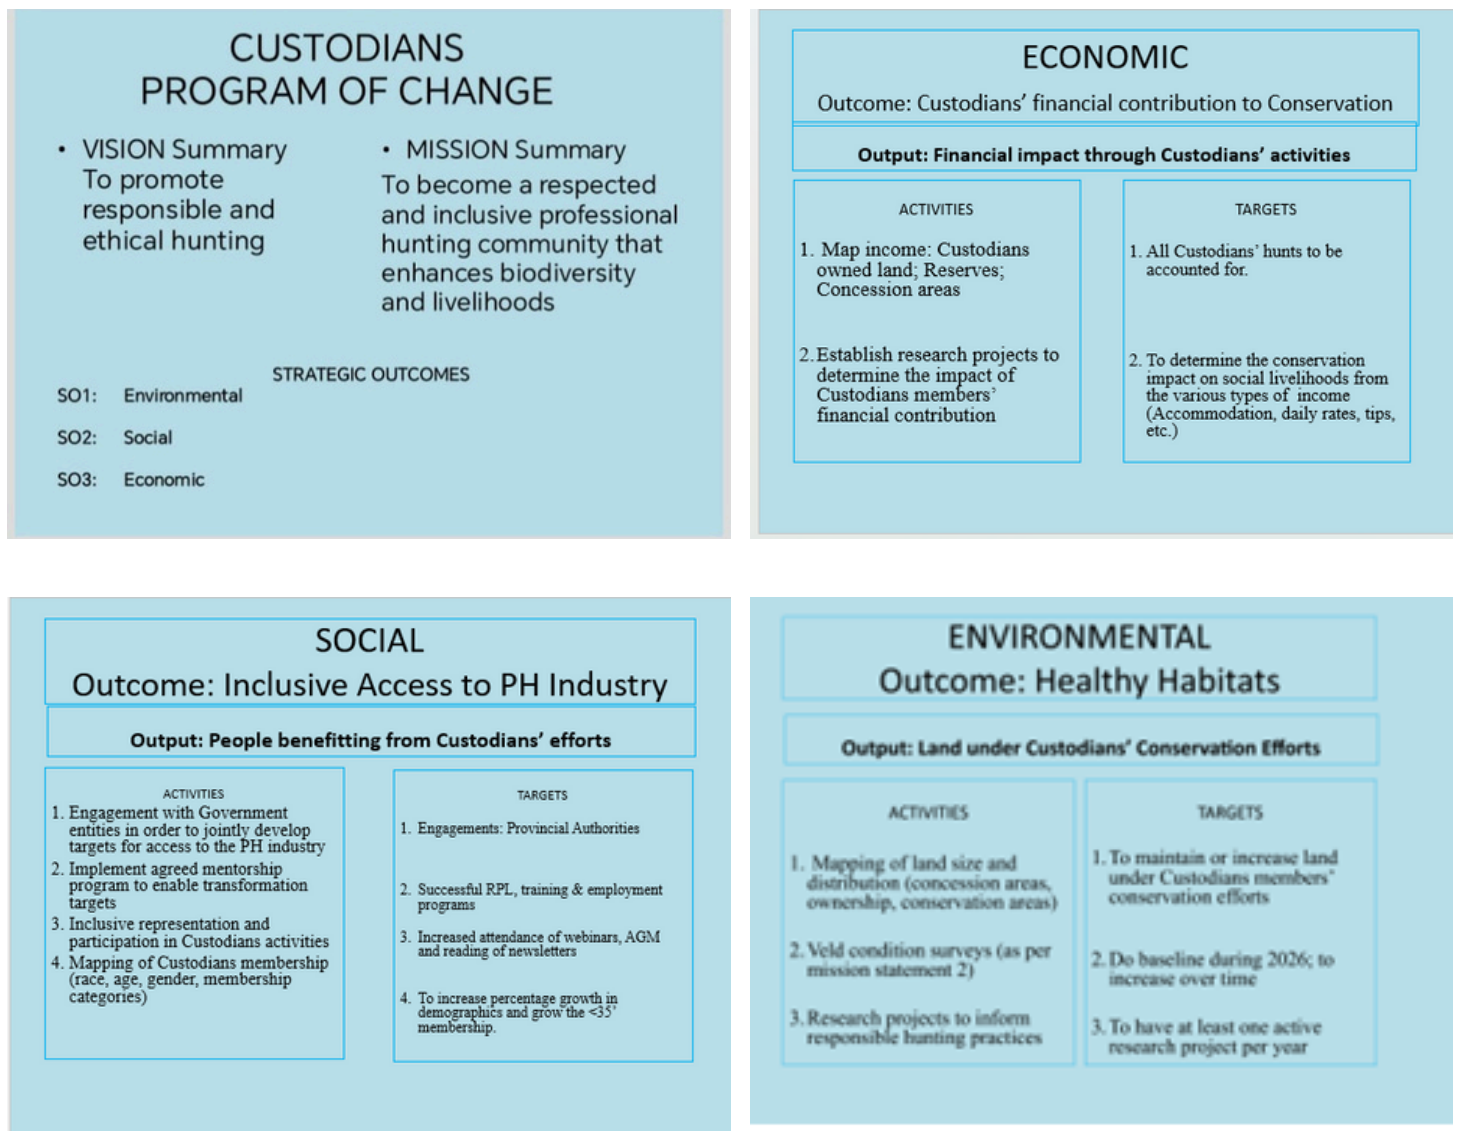 CUSTODIANS
PROGRAM OF CHANGE
• VISION Summary
To promote
responsible and
ethical hunting
• MISSION Summary
To become a respected
and inclusive professional
hunting community that
enhances biodiversity
and livelihoods
STRATEGIC OUTCOMES
SO1: Environmental
SO2: Social
SO3: Economic
ECONOMIC
Outcome: Custodians’ financial contribution to Conservation
Output: Financial impact through Custodians’ activities
ACTIVITIES
1. Map income: Custodians
owned land; Reserves;
Concession areas
2. Establish research projects to
determine the impact of
Custodians members’
financial contribution
TARGETS
1. All Custodians’ hunts to be
accounted for.
2. To determine the conservation
impact on social livelihoods from
the various types of income
(Accommodation, daily rates, tips,
etc.)
SOCIAL
Outcome: Inclusive Access to PH Industry
Output: People benefitting from Custodians’ efforts
ACTIVITIES
1. Engagement with Government
entities in order to jointly develop
targets for access to the PH industry
2. Implement agreed mentorship
program to enable transformation
targets
3. Inclusive representation and
participation in Custodians activities
4. Mapping of Custodians membership
(race, age, gender, membership
categories)
TARGETS
1. Engagements: Provincial Authorities
2. Successful RPL, training & employment
programs
3. Increased attendance of webinars, AGM
and reading of newsletters
4. To increase percentage growth in
demographics and grow the <35’
membership.
ENVIRONMENTAL
Outcome: Healthy Habitats
Output: Land under Custodians’ Conservation Efforts
ACTIVITIES
1. Mapping of land size and
distribution (concession areas,
ownership, conservation areas)
2. Veld condition surveys (as per
mission statement 2)
3. Research projects to inform
responsible hunting practices
TARGETS
1. To maintain or increase land
under Custodians members’
conservation efforts
2. Do baseline during 2026; to
increase over time
3. To have at least one active
research project per year